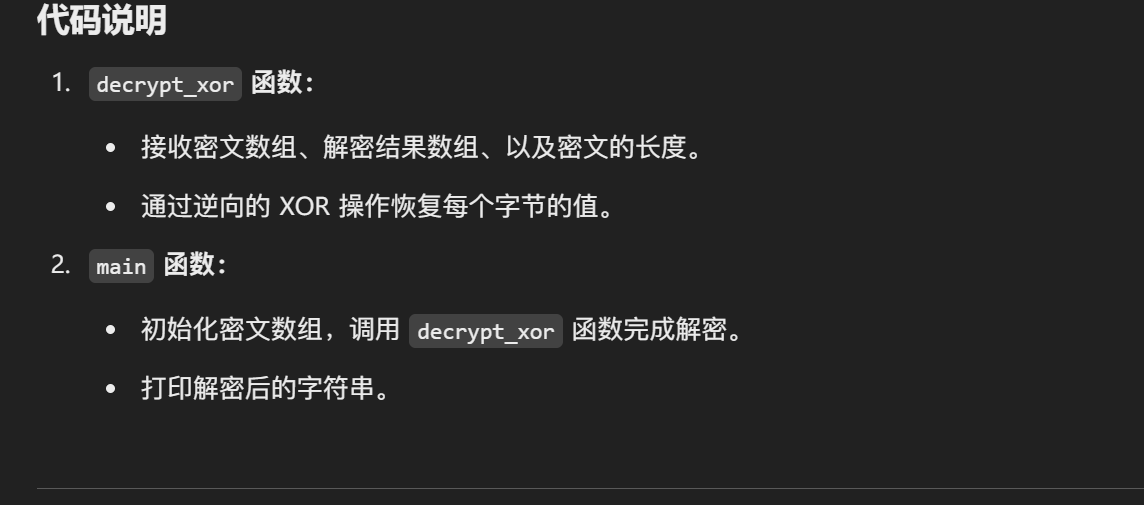 代码说明
1. decrypt_xor 函数：
• 接收密文数组、解密结果数组、以及密文的长度。
• 通过逆向的 XOR 操作恢复每个字节的值。
2. main 函数：
• 初始化密文数组，调用 decrypt_xor 函数完成解密。
• 打印解密后的字符串。